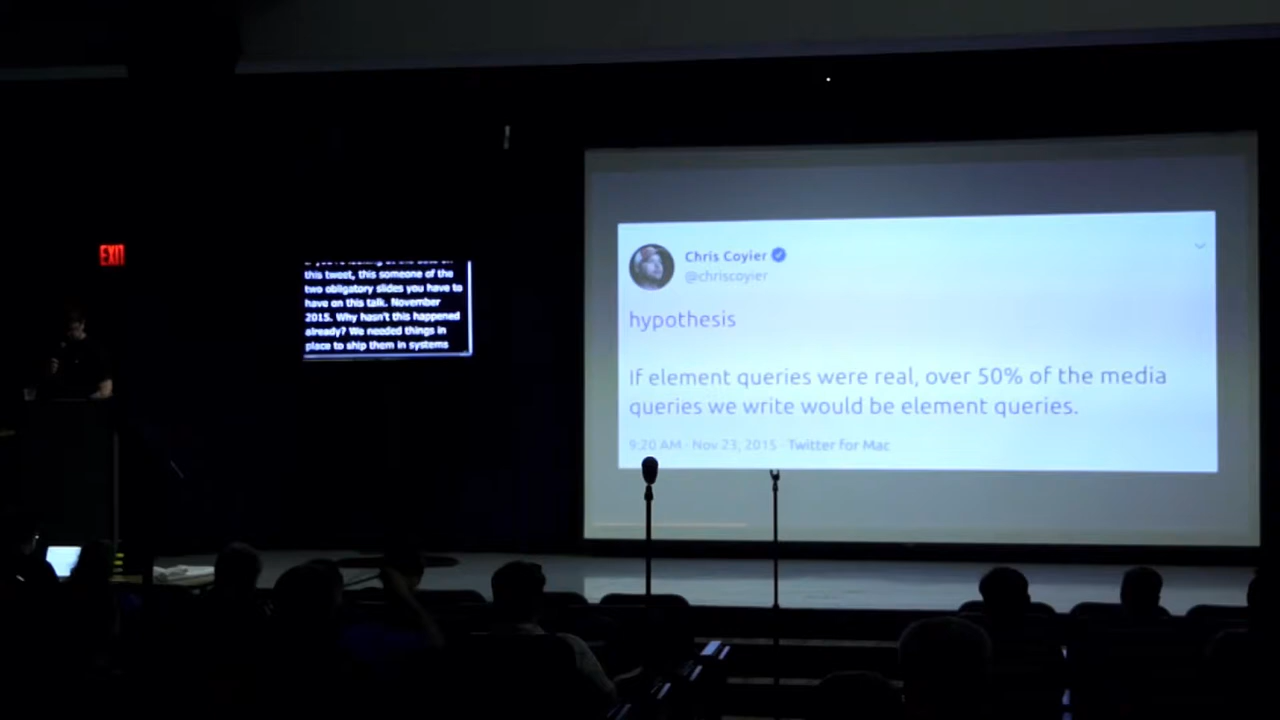 EXIT
this tweet, this someone of the
two obligatory slides you have to
have on this talk. November
2015. Why hasn't this happened
already? We needed things in
place to ship them in systems
Chris Coyier
@chriscoyier
hypothesis
If element queries were real, over 50% of the media
queries we write would be element queries.
9:20 AM · Nov 23, 2015 · Twitter for Mac